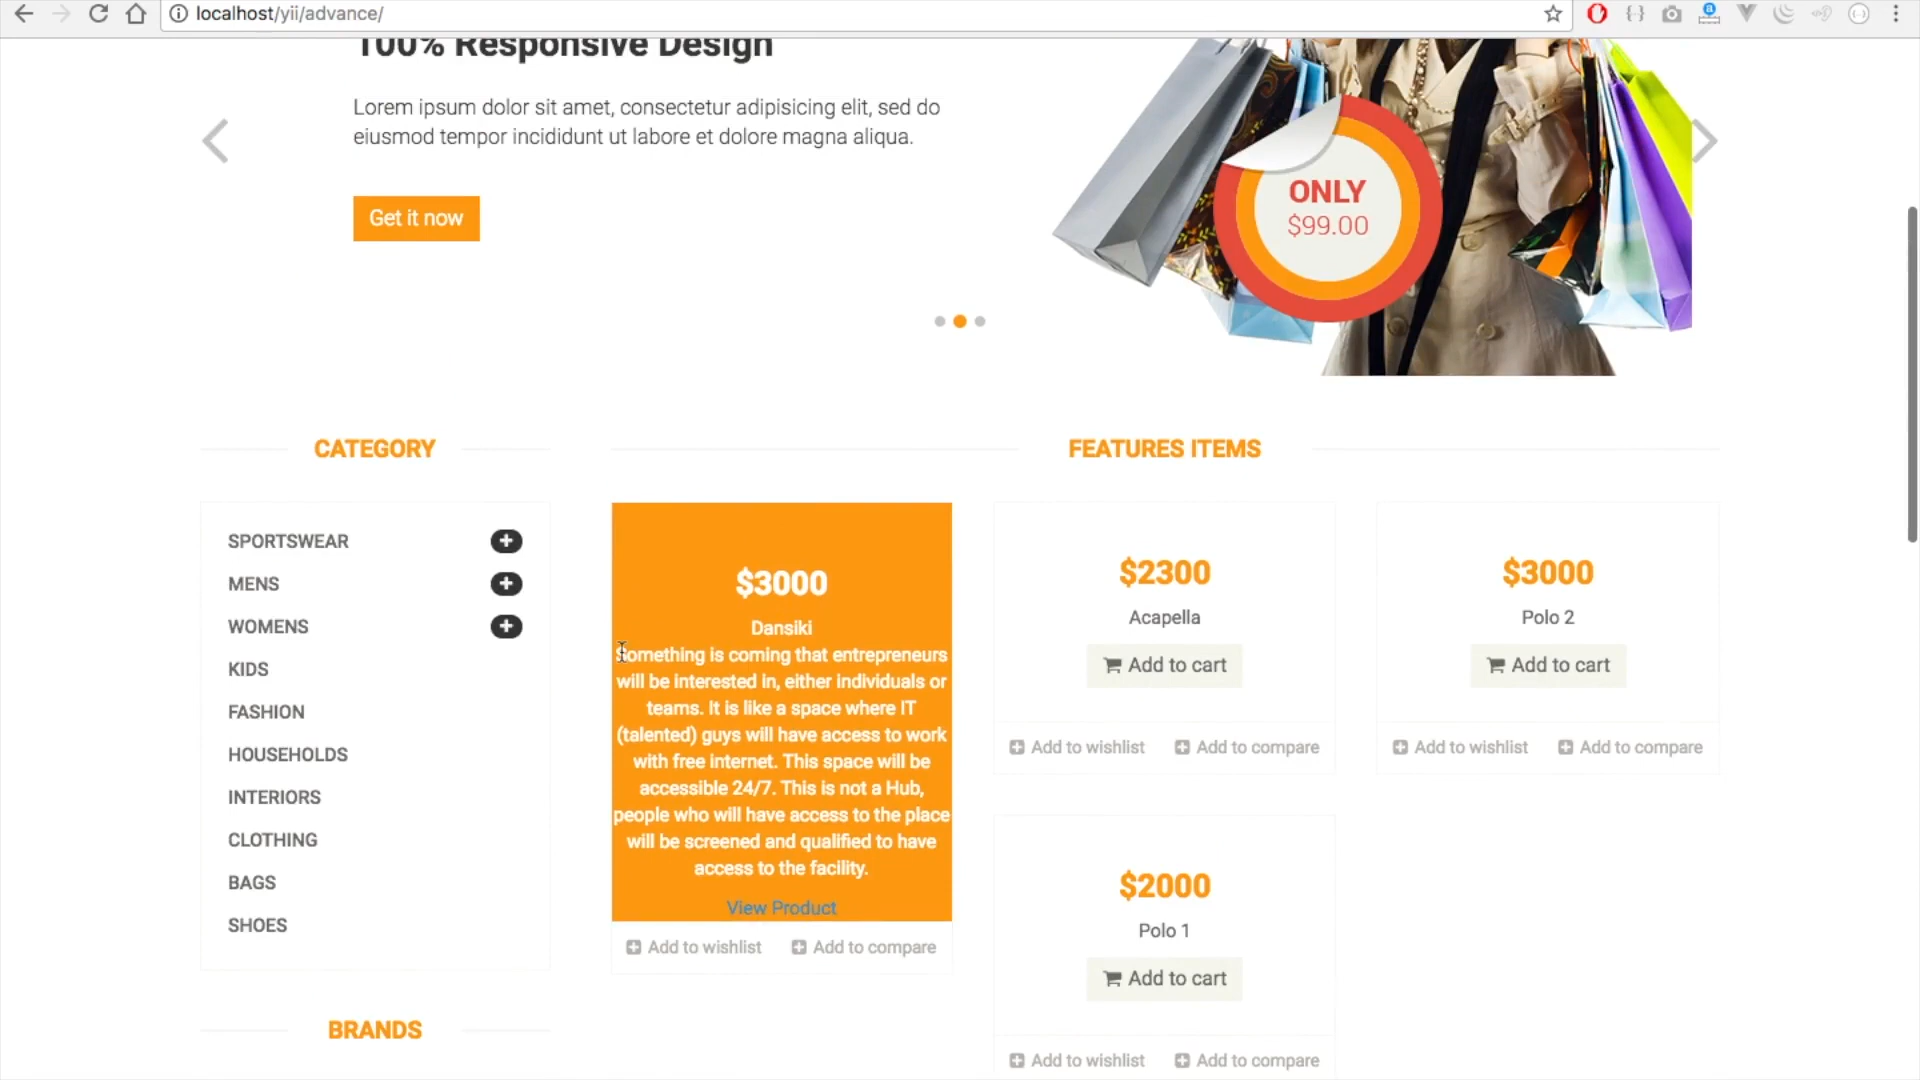 localhost/yii/advance/
100% Responsive Design
Lorem ipsum dolor sit amet, consectetur adipisicing elit, sed do
eiusmod tempor incididunt ut labore et dolore magna aliqua.
Get it now
ONLY
$99.00
CATEGORY
SPORTSWEAR
MENS
WOMENS
KIDS
FASHION
HOUSEHOLDS
INTERIORS
CLOTHING
BAGS
SHOES
BRANDS
FEATURES ITEMS
$3000
Dansiki
Something is coming that entrepreneurs
will be interested in, either individuals or
teams. It is like a space where IT
(talented) guys will have access to work
with free internet. This space will be
accessible 24/7. This is not a Hub,
people who will have access to the place
will be screened and qualified to have
access to the facility.
View Product
Add to wishlist Add to compare
$2300
Acapella
Add to cart
Add to wishlist Add to compare
$3000
Polo 2
Add to cart
Add to wishlist Add to compare
$2000
Polo 1
Add to cart
Add to wishlist Add to compare